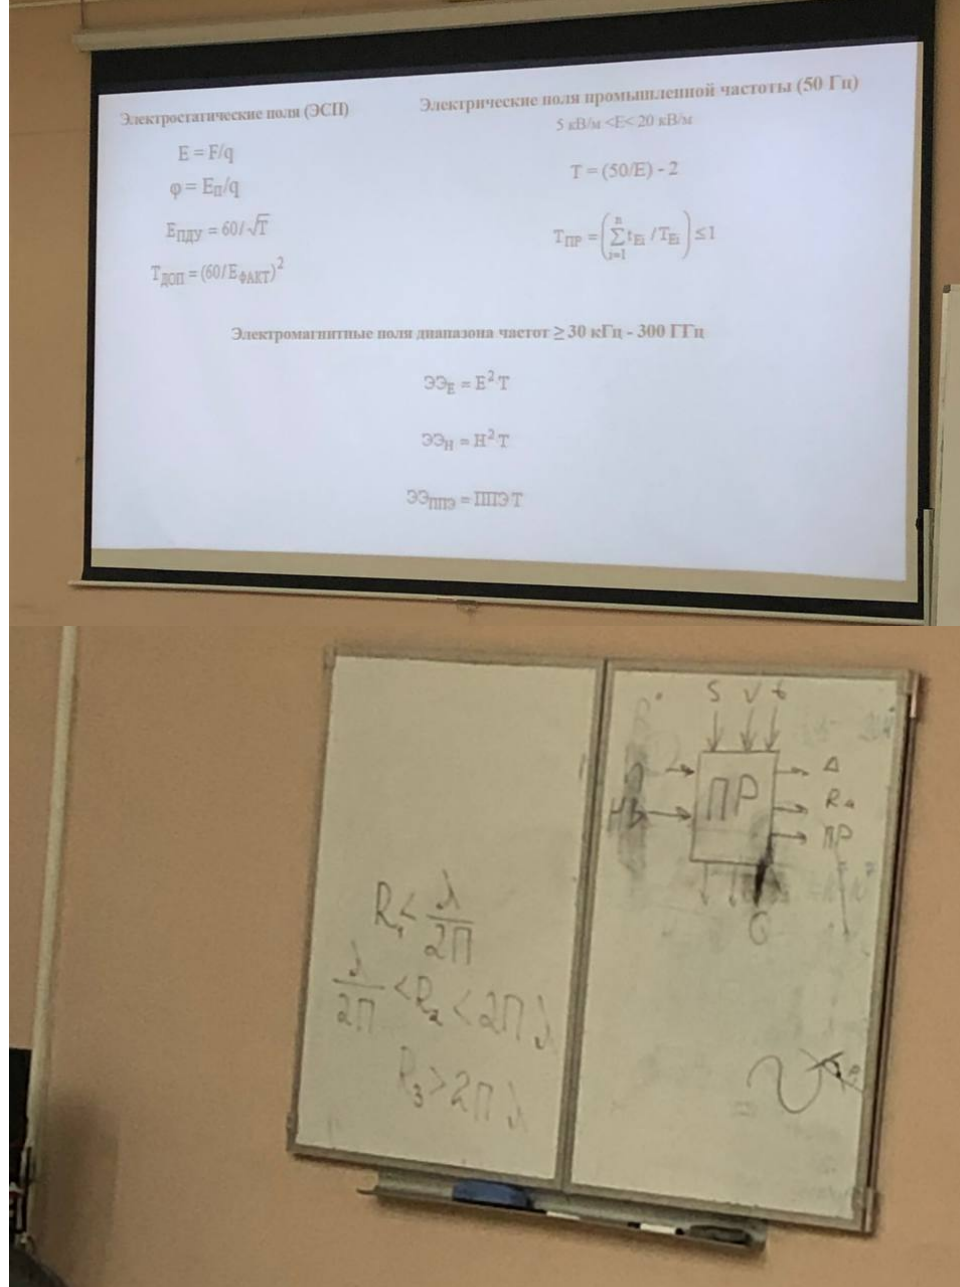 Электростатические поля (ЭСП)
E = F/q
φ = Eп/q
EПДУ = 60/√T
TДОП = (60/EФАКТ)²
Электрические поля промышленной частоты (50 Гц)
5 кВ/м <E< 20 кВ/м
T = (50/E) - 2
TПР = (∑ⁿᵢ₌₁ tEi /TEi) ≤ 1
Электромагнитные поля диапазона частот ≥ 30 кГц - 300 ГГц
ЭЭE = E²T
ЭЭH = H²T
ЭЭППЭ = ППЭ T
R₁ < λ/2П
λ/2П < R₂ < 2П λ
R₃ > 2П λ
S V t
ПР
Δ
ПР